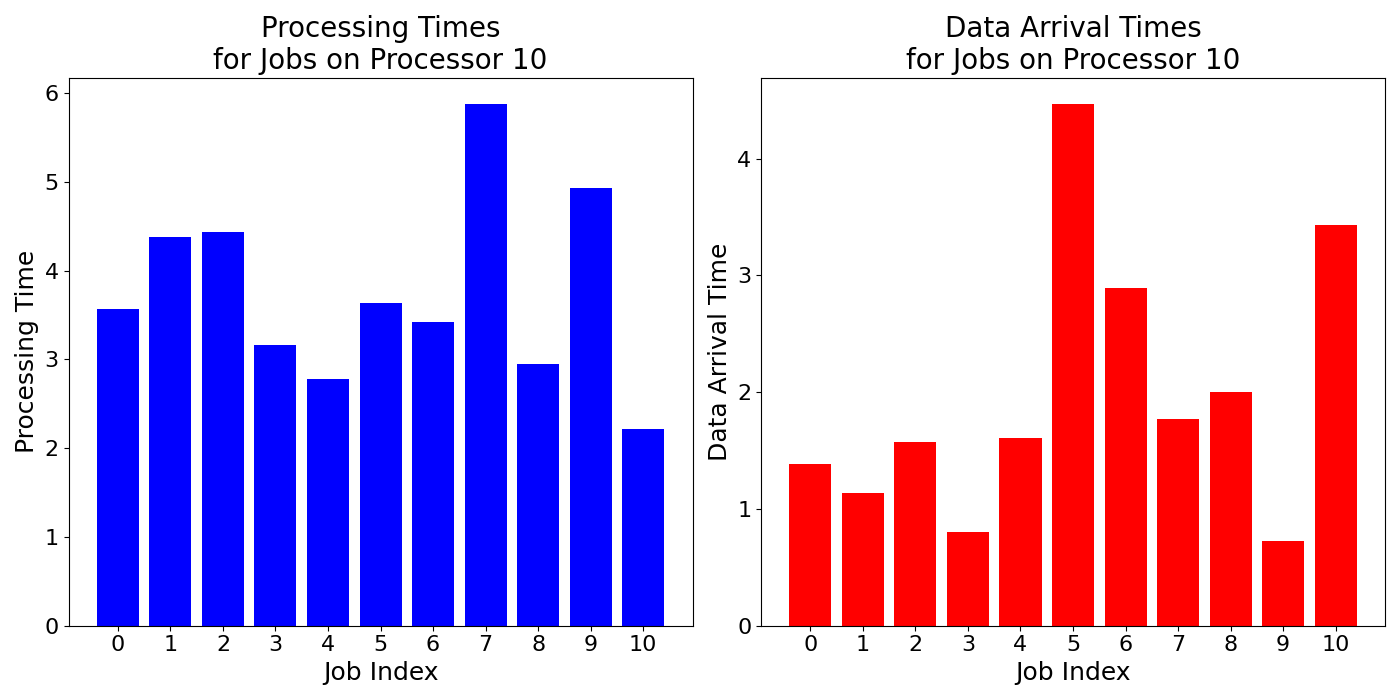 Processing Times
for Jobs on Processor 10
Processing Time
6
5
4
3
2
1
0
0 1 2 3 4 5 6 7 8 9 10
Job Index
Data Arrival Times
for Jobs on Processor 10
Data Arrival Time
4
3
2
1
0
0 1 2 3 4 5 6 7 8 9 10
Job Index